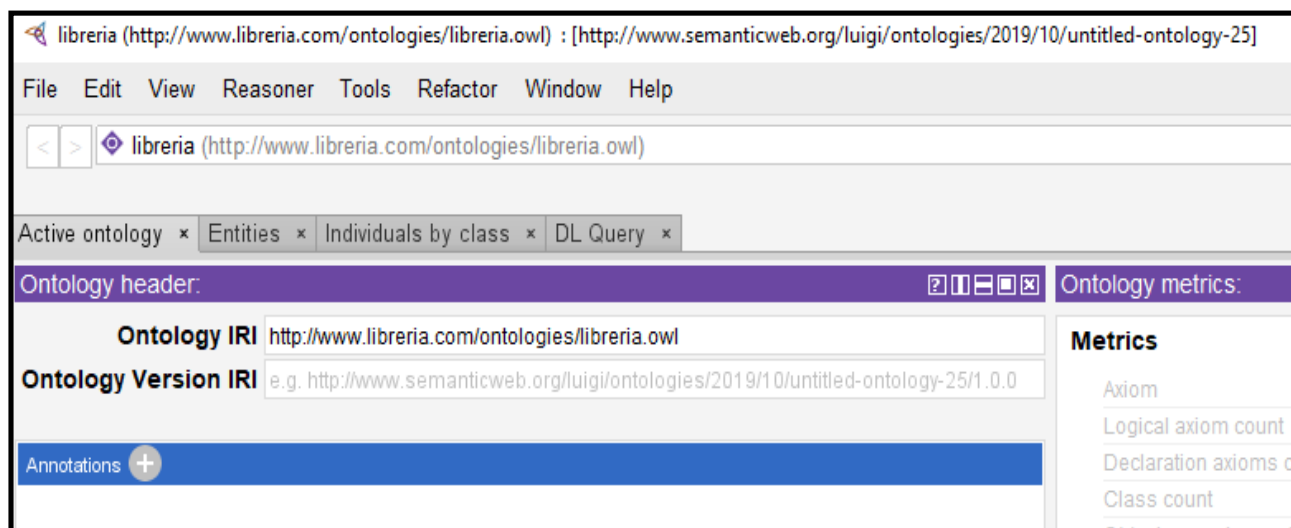 libreria (http://www.libreria.com/ontologies/libreria.owl) : [http://www.semanticweb.org/luigi/ontologies/2019/10/untitled-ontology-25]
File Edit View Reasoner Tools Refactor Window Help
< > libreria (http://www.libreria.com/ontologies/libreria.owl)
Active ontology × Entities × Individuals by class × DL Query ×
Ontology header: Ontology metrics:
Ontology IRI http://www.libreria.com/ontologies/libreria.owl
Metrics
Ontology Version IRI e.g. http://www.semanticweb.org/luigi/ontologies/2019/10/untitled-ontology-25/1.0.0
Axiom
Logical axiom count
Annotations +
Declaration axioms
Class count